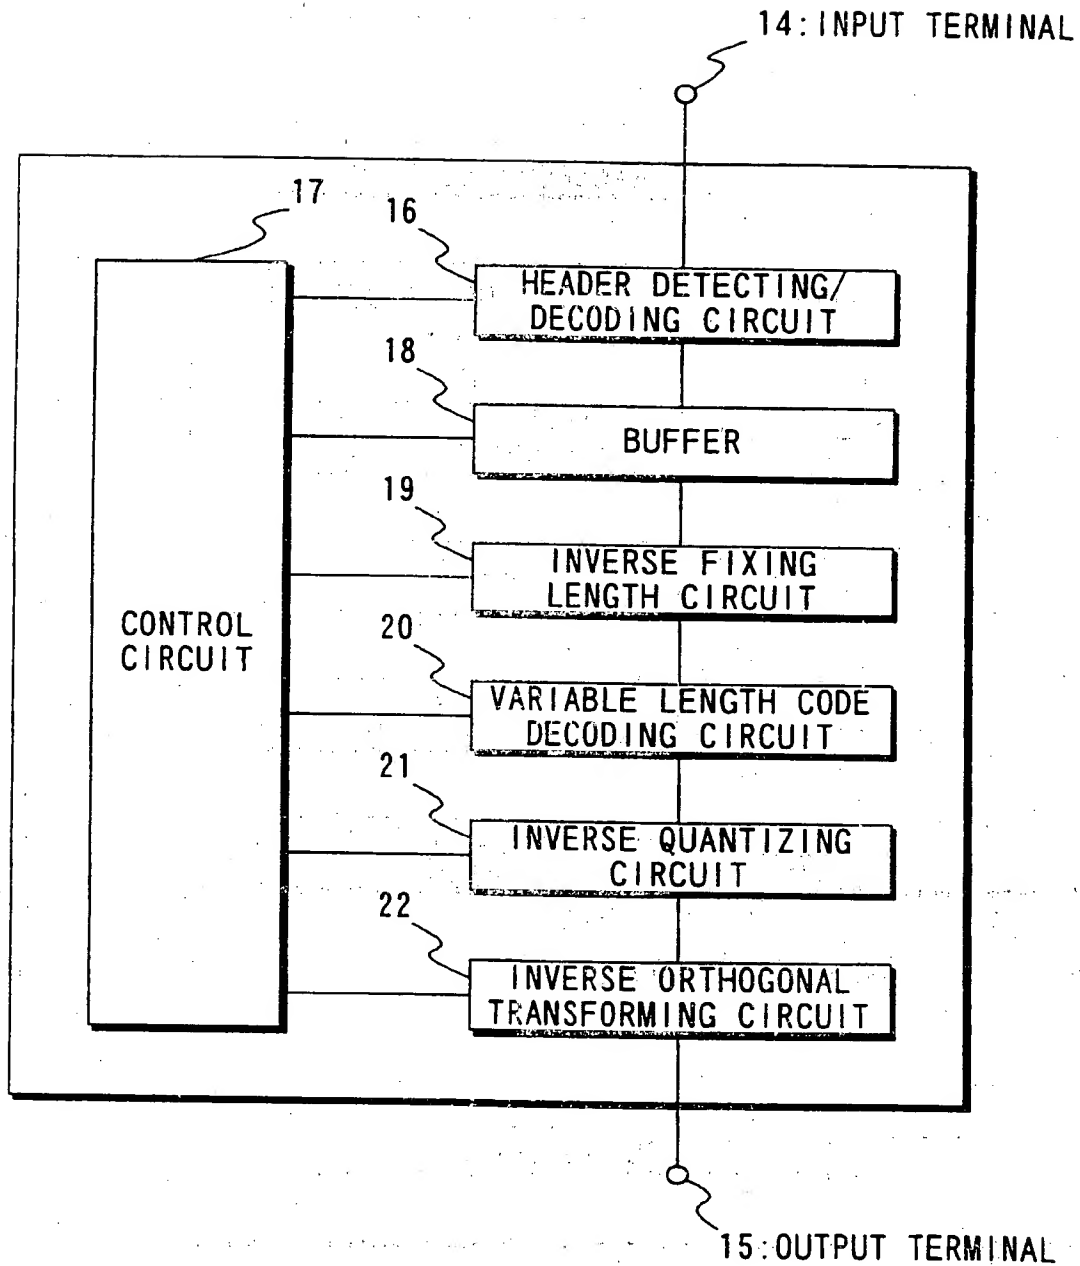 14:INPUT TERMINAL
17
16
HEADER DETECTING/
DECODING CIRCUIT
18
BUFFER
19
INVERSE FIXING
LENGTH CIRCUIT
CONTROL
CIRCUIT
20
VARIABLE LENGTH CODE
DECODING CIRCUIT
21
INVERSE QUANTIZING
CIRCUIT
22
INVERSE ORTHOGONAL
TRANSFORMING CIRCUIT
15:OUTPUT TERMINAL